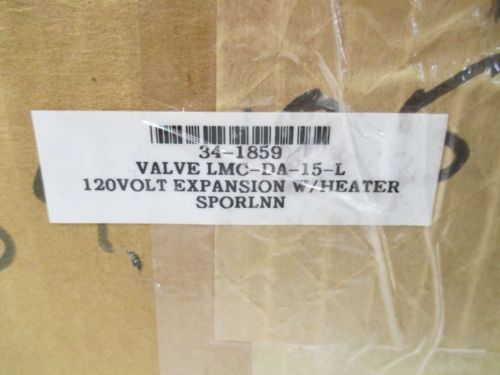 34-1859
VALVE LMC-DA-15-L
120VOLT EXPANSION W/HEATER
SPORLNN